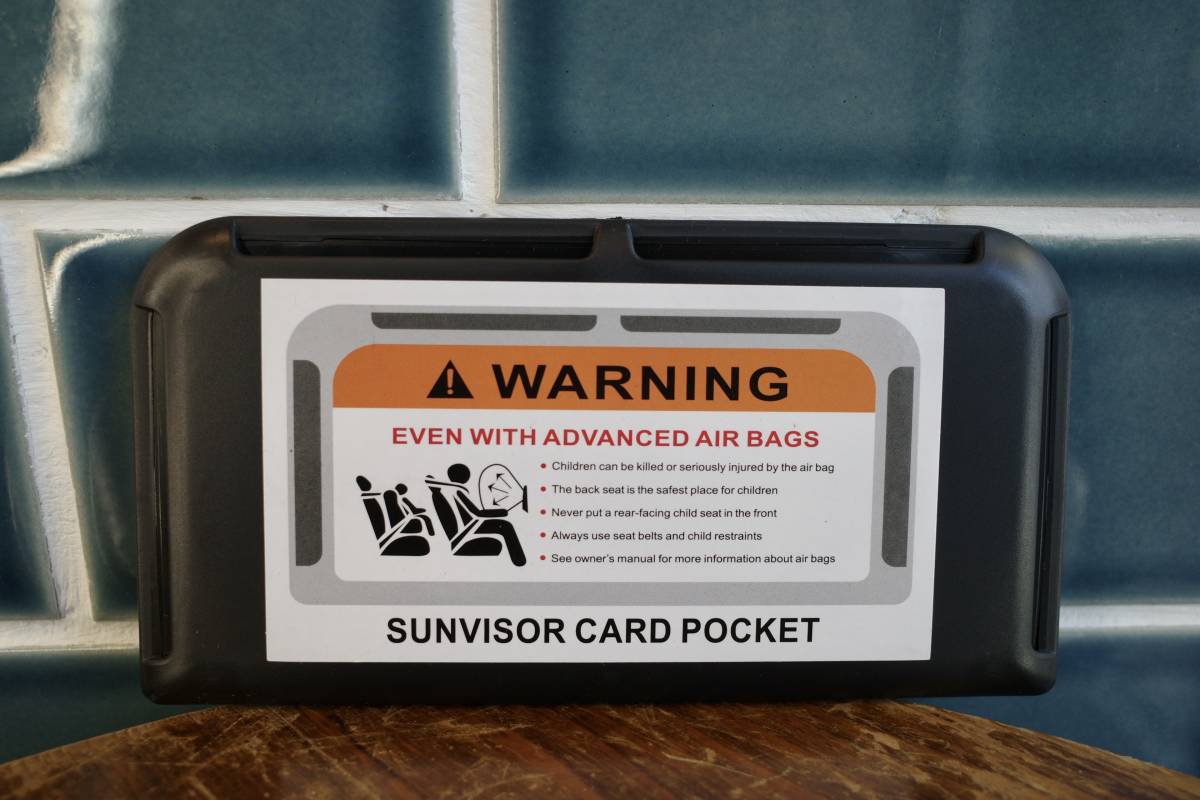 WARNING
EVEN WITH ADVANCED AIR BAGS
• Children can be killed or seriously injured by the air bag
• The back seat is the safest place for children
• Never put a rear-facing child seat in the front
• Always use seat belts and child restraints
• See owner's manual for more information about air bags
SUNVISOR CARD POCKET